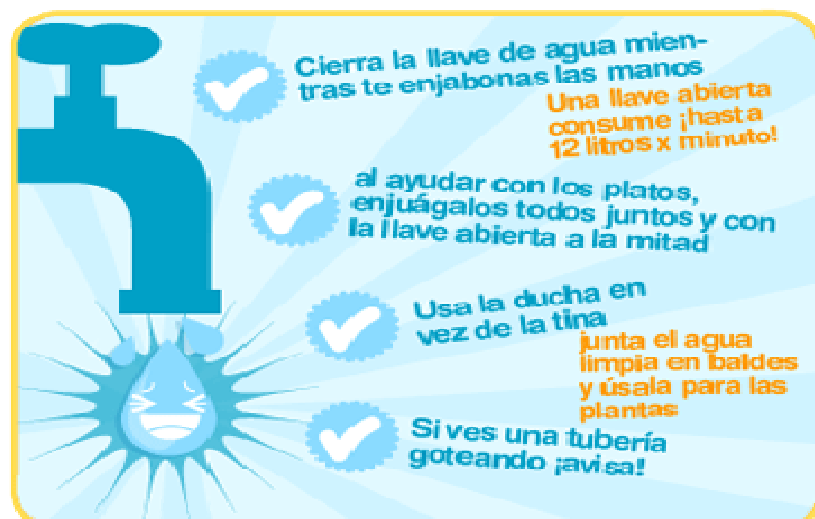 Cierra la llave de agua mien-
tras te enjabonas las manos
Una llave abierta
consume ¡hasta
12 litros x minuto!
al ayudar con los platos,
enjuágalos todos juntos y con
la llave abierta a la mitad
Usa la ducha en
vez de la tina
junta el agua
limpia en baldes
y úsala para las
plantas
Si ves una tubería
goteando ¡avisa!